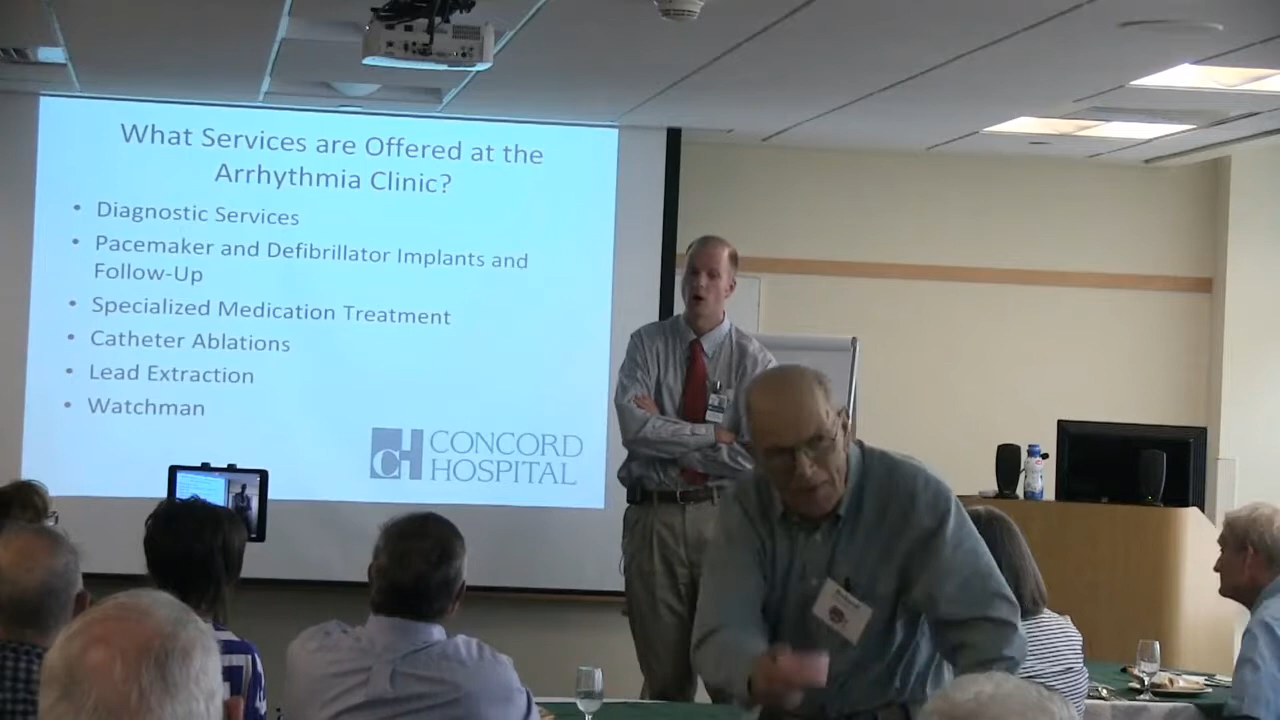 What Services are Offered at the
Arrhythmia Clinic?
• Diagnostic Services
• Pacemaker and Defibrillator Implants and
Follow-Up
• Specialized Medication Treatment
• Catheter Ablations
• Lead Extraction
• Watchman
CH CONCORD
HOSPITAL